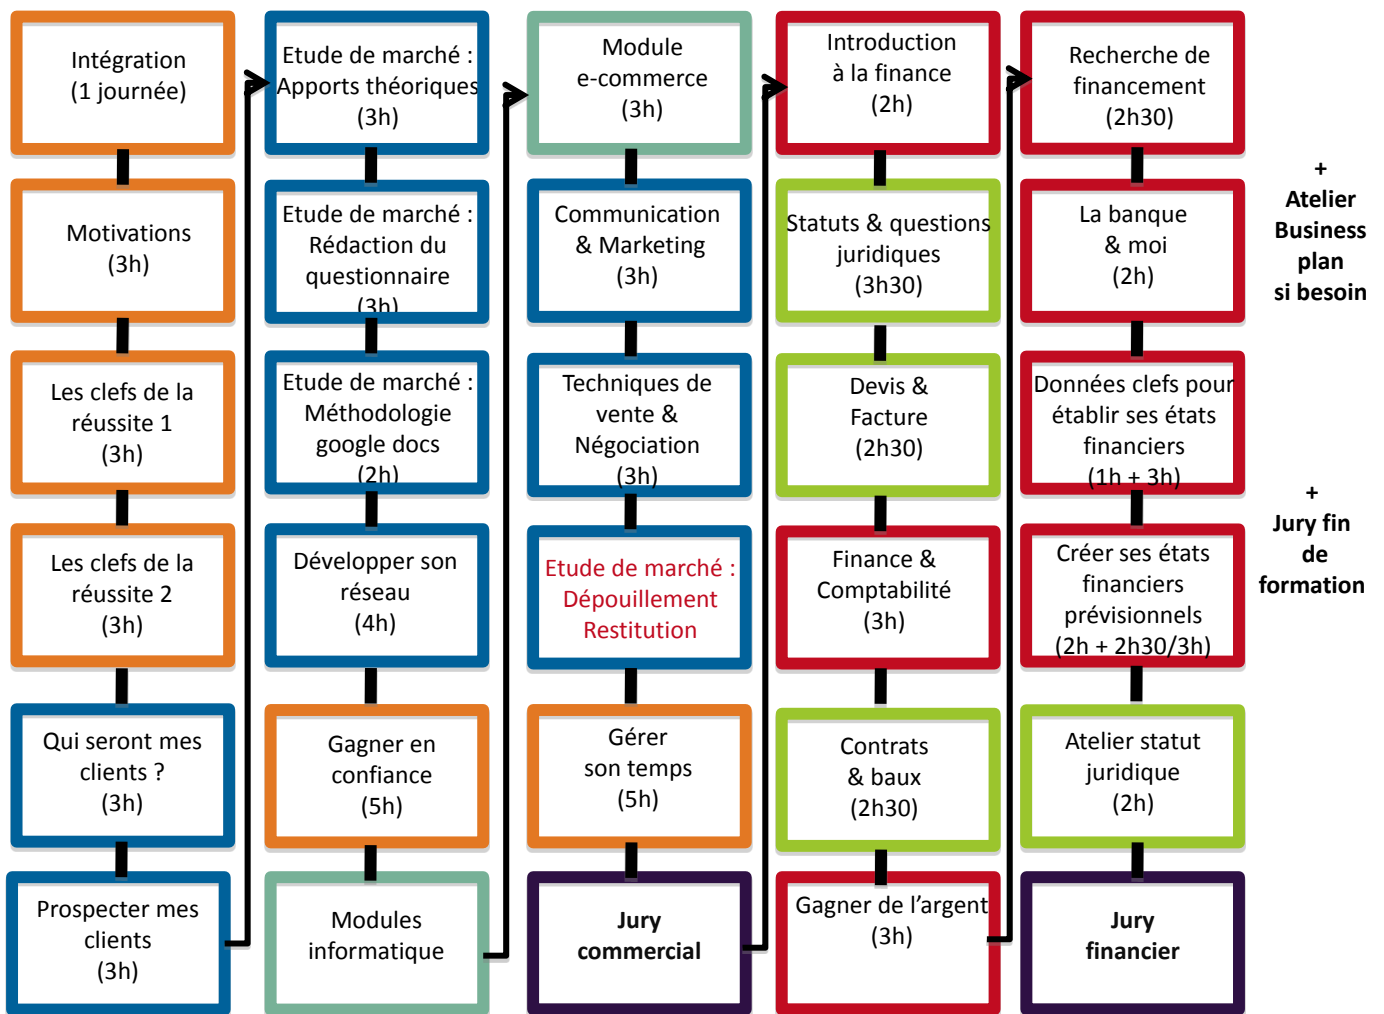 Intégration
(1 journée)
Motivations
(3h)
Les clefs de la
réussite 1
(3h)
Les clefs de la
réussite 2
(3h)
Qui seront mes
clients ?
(3h)
Prospecter mes
clients
(3h)
Etude de marché :
Apports théoriques
(3h)
Etude de marché :
Rédaction du
questionnaire
(3h)
Etude de marché :
Méthodologie
google docs
(2h)
Développer son
réseau
(4h)
Gagner en
confiance
(5h)
Modules
informatique
Module
e-commerce
(3h)
Communication
& Marketing
(3h)
Techniques de
vente &
Négociation
(3h)
Etude de marché :
Dépouillement
Restitution
Gérer
son temps
(5h)
Jury
commercial
Introduction
à la finance
(2h)
Statuts & questions
juridiques
(3h30)
Devis &
Facture
(2h30)
Finance &
Comptabilité
(3h)
Contrats
& baux
(2h30)
Gagner de l’argent
(3h)
Recherche de
financement
(2h30)
La banque
& moi
(2h)
Données clefs pour
établir ses états
financiers
(1h + 3h)
Créer ses états
financiers
prévisionnels
(2h + 2h30/3h)
Atelier statut
juridique
(2h)
Jury
financier
+
Atelier
Business
plan
si besoin
+
Jury fin
de
formation